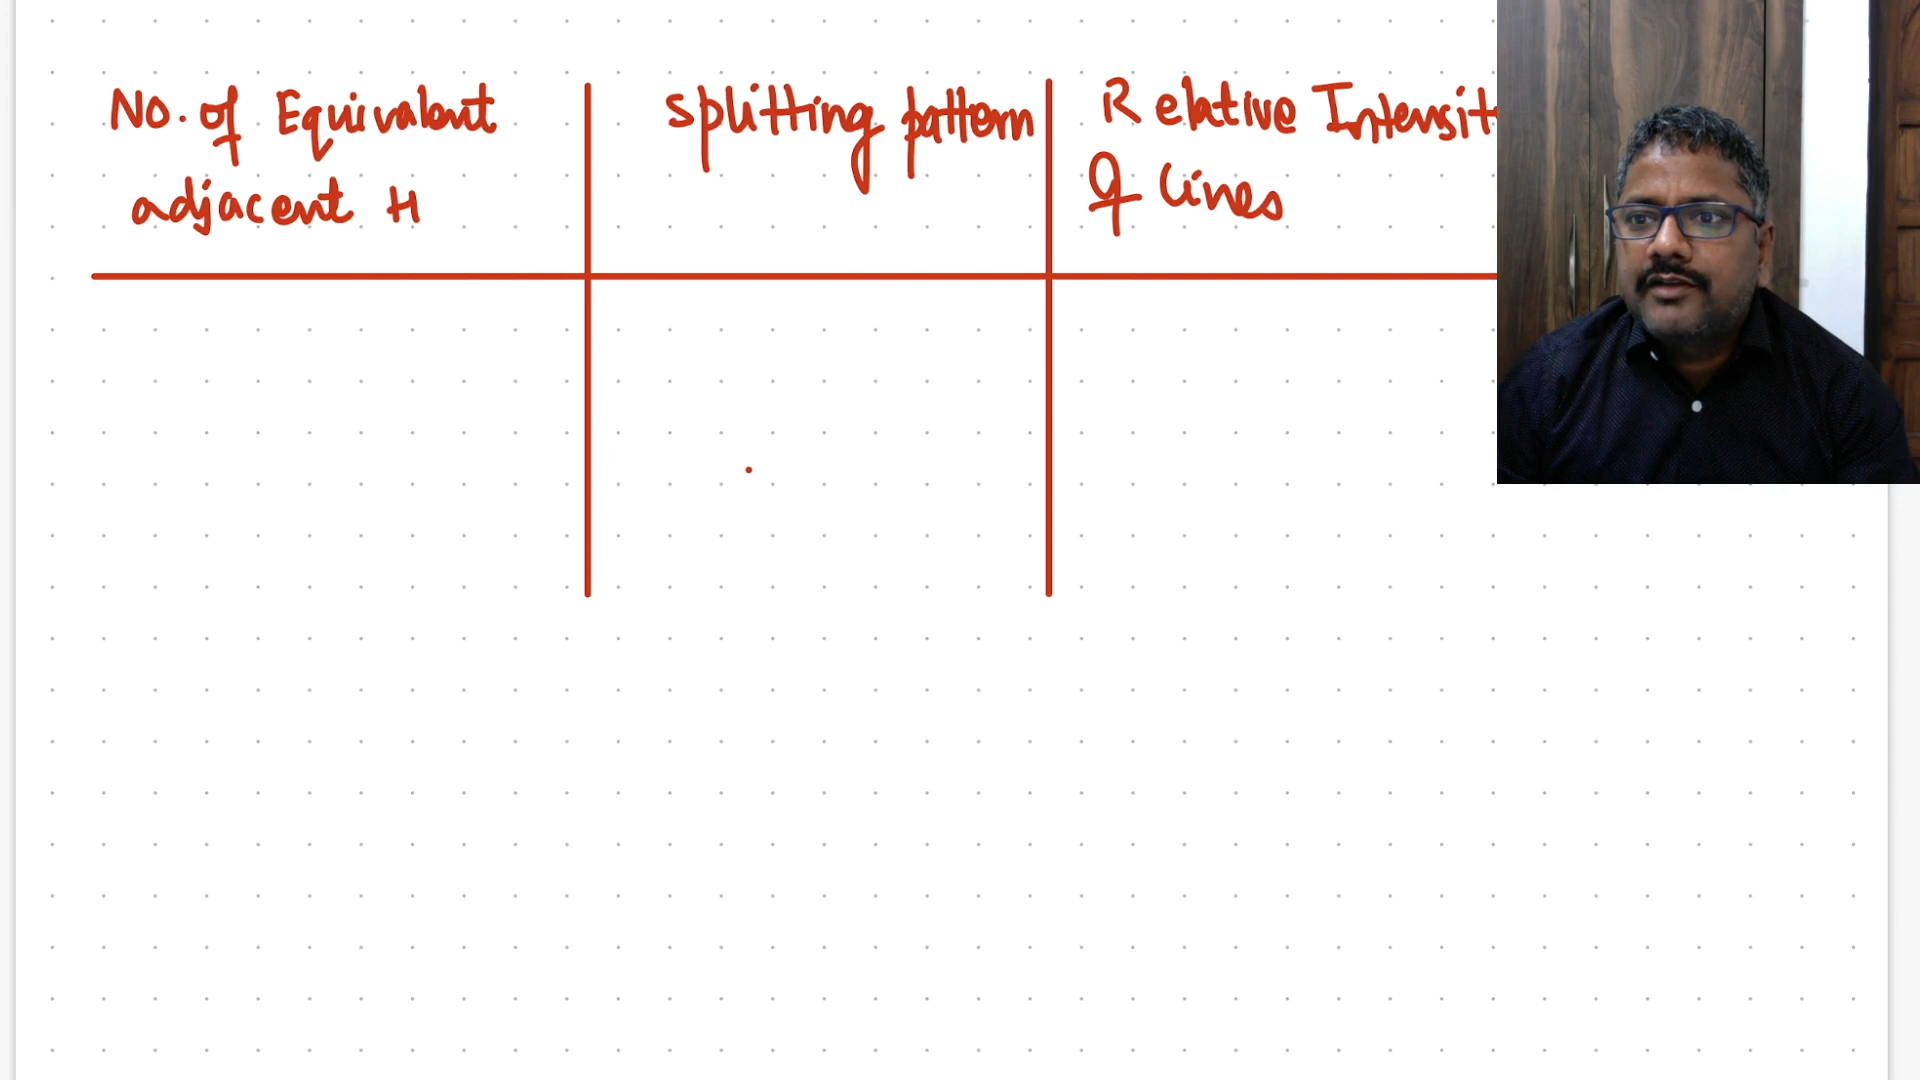 No. of Equivalent
adjacent H
Splitting pattern
Relative Intensit
of lines